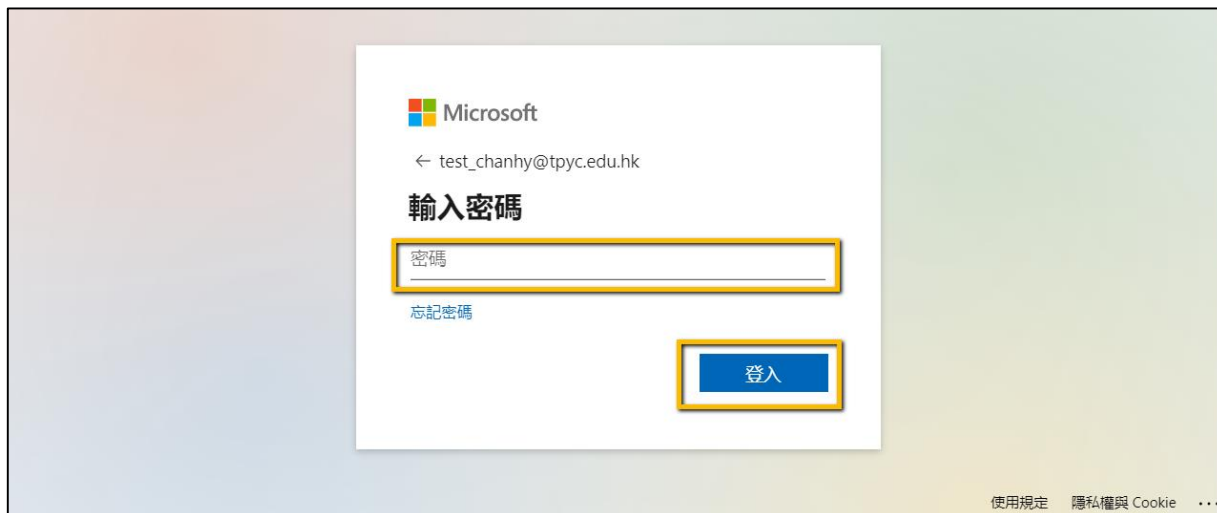 Microsoft
← test_chanhy@tpyc.edu.hk
輸入密碼
密碼
忘記密碼
登入
使用規定 隱私權與 Cookie ...